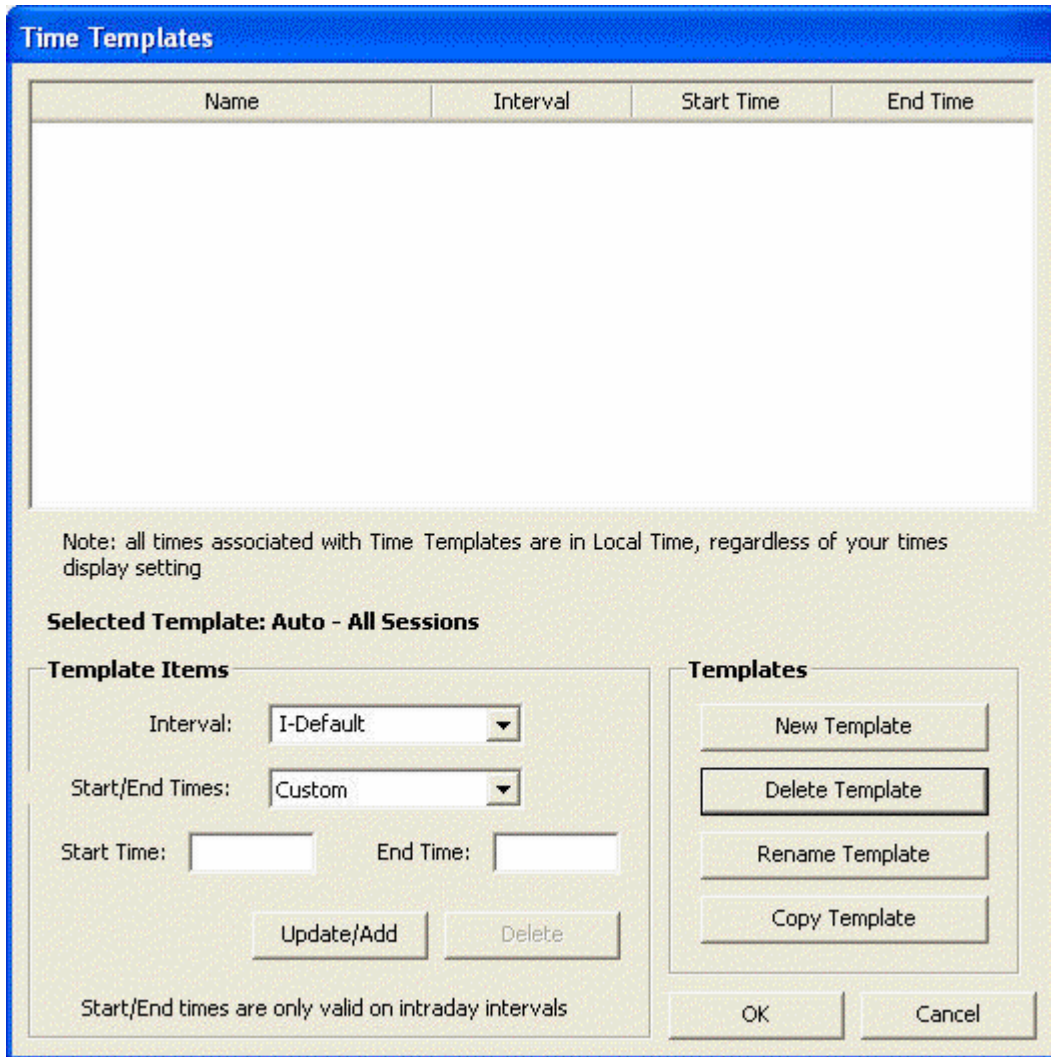 Time Templates
Name Interval Start Time End Time
Note: all times associated with Time Templates are in Local Time, regardless of your times
display setting
Selected Template: Auto - All Sessions
Template Items
Interval: I-Default
Start/End Times: Custom
Start Time: End Time:
Update/Add Delete
Start/End times are only valid on intraday intervals
Templates
New Template
Delete Template
Rename Template
Copy Template
OK Cancel